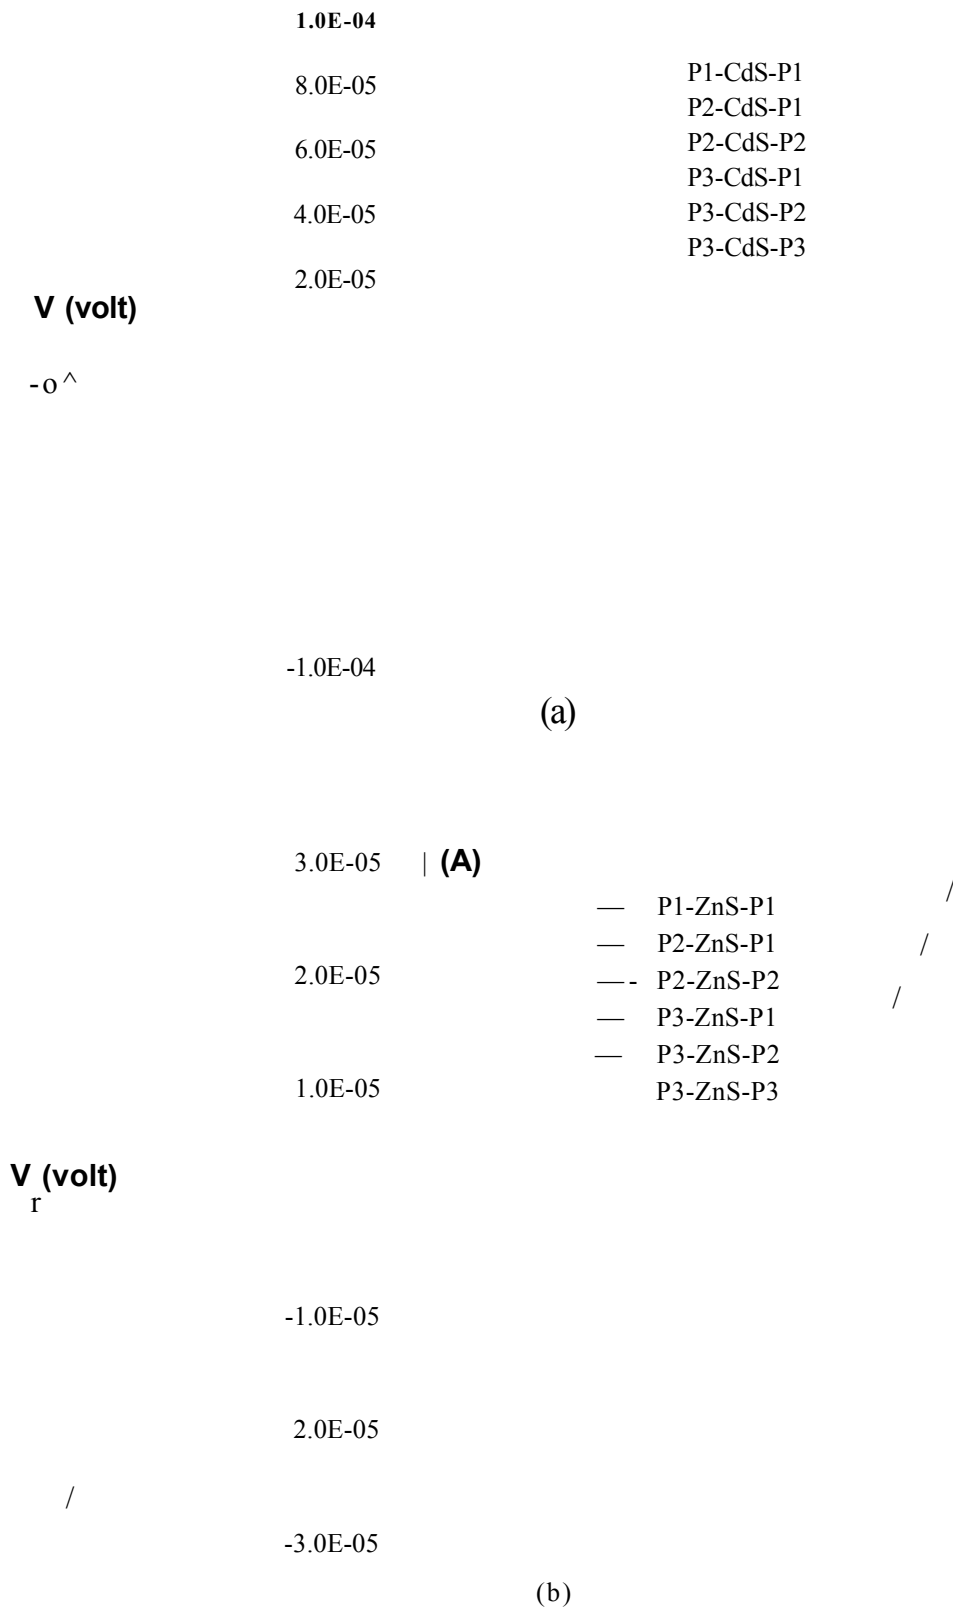 1.0E-04
8.0E-05
6.0E-05
4.0E-05
2.0E-05
P1-CdS-P1
P2-CdS-P1
P2-CdS-P2
P3-CdS-P1
P3-CdS-P2
P3-CdS-P3
V (volt)
-o^
-1.0E-04
(a)
3.0E-05 | (A)
2.0E-05
1.0E-05
— P1-ZnS-P1
— P2-ZnS-P1
—- P2-ZnS-P2
— P3-ZnS-P1
— P3-ZnS-P2
P3-ZnS-P3
/
/
/
V (volt)
r
-1.0E-05
2.0E-05
/
-3.0E-05
(b)